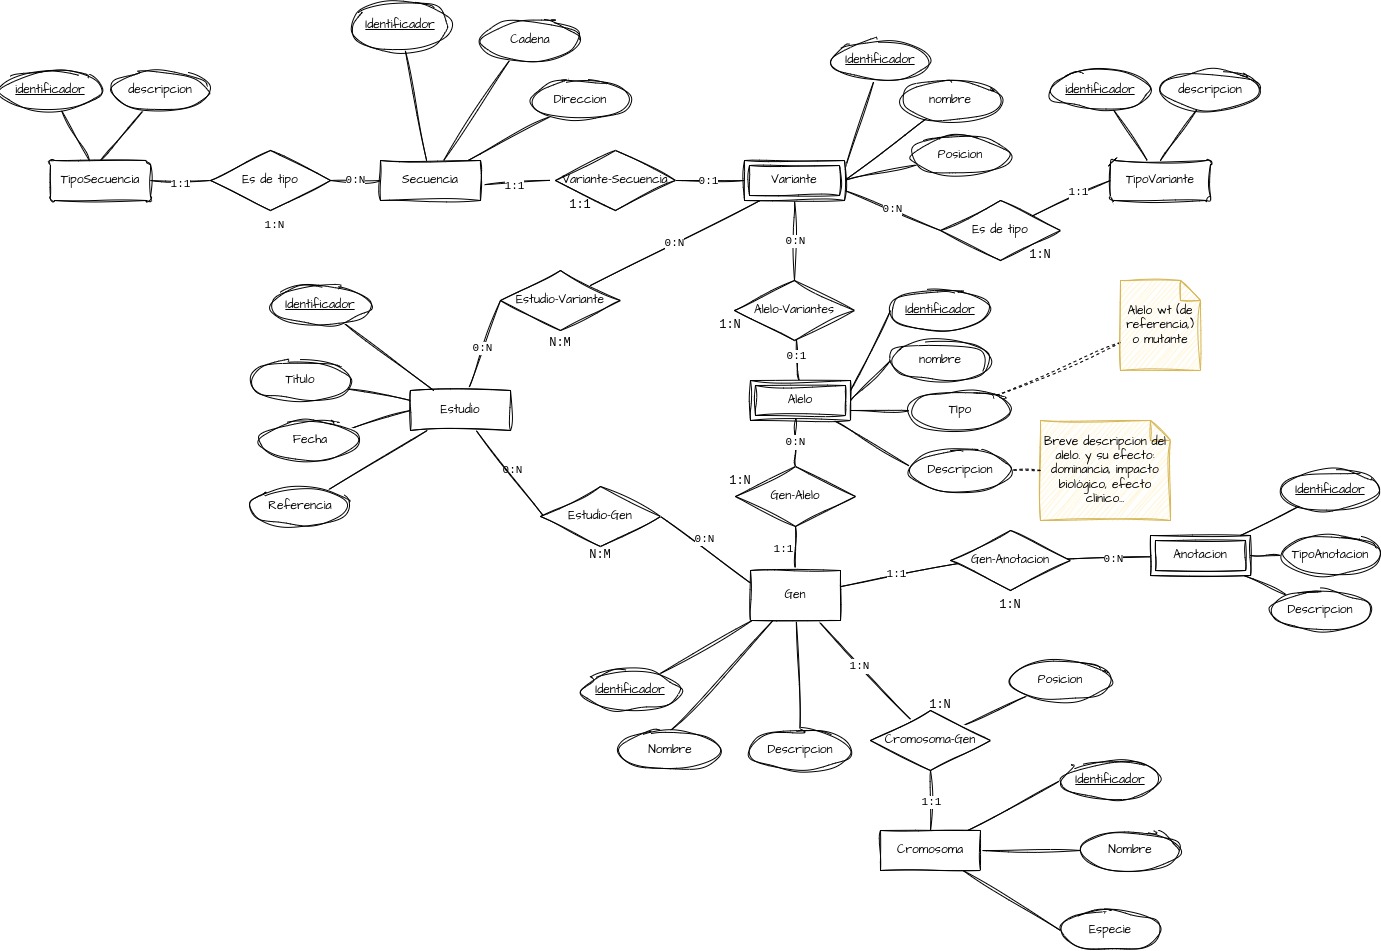 Identificador
Cadena
Identificador
identificador
descripcion
Direccion
nombre
identificador
descripcion
Posicion
TipoSecuencia
1:1
Es de tipo
0:N
Secuencia
1:1
Variante-Secuencia
0:1
Variante
TipoVariante
1:N
1:1
0:N
1:1
Es de tipo
1:N
0:N
0:N
Identificador
Estudio-Variante
N:M
0:N
1:N
Alelo-Variantes
0:1
Identificador
nombre
Tipo
Descripcion
Alelo wt (de
referencia,)
o mutante
Titulo
Estudio
Fecha
Referencia
Alelo
0:N
0:N
1:N
Gen-Alelo
1:1
Breve descripcion del
alelo. y su efecto:
dominancia, impacto
biológico, efecto
clínico...
Estudio-Gen
N:M
0:N
Gen
1:1
Gen-Anotacion
1:N
0:N
Anotacion
Identificador
TipoAnotacion
Descripcion
Identificador
Nombre
Descripcion
1:N
1:N
Cromosoma-Gen
Posicion
1:1
Cromosoma
Identificador
Nombre
Especie